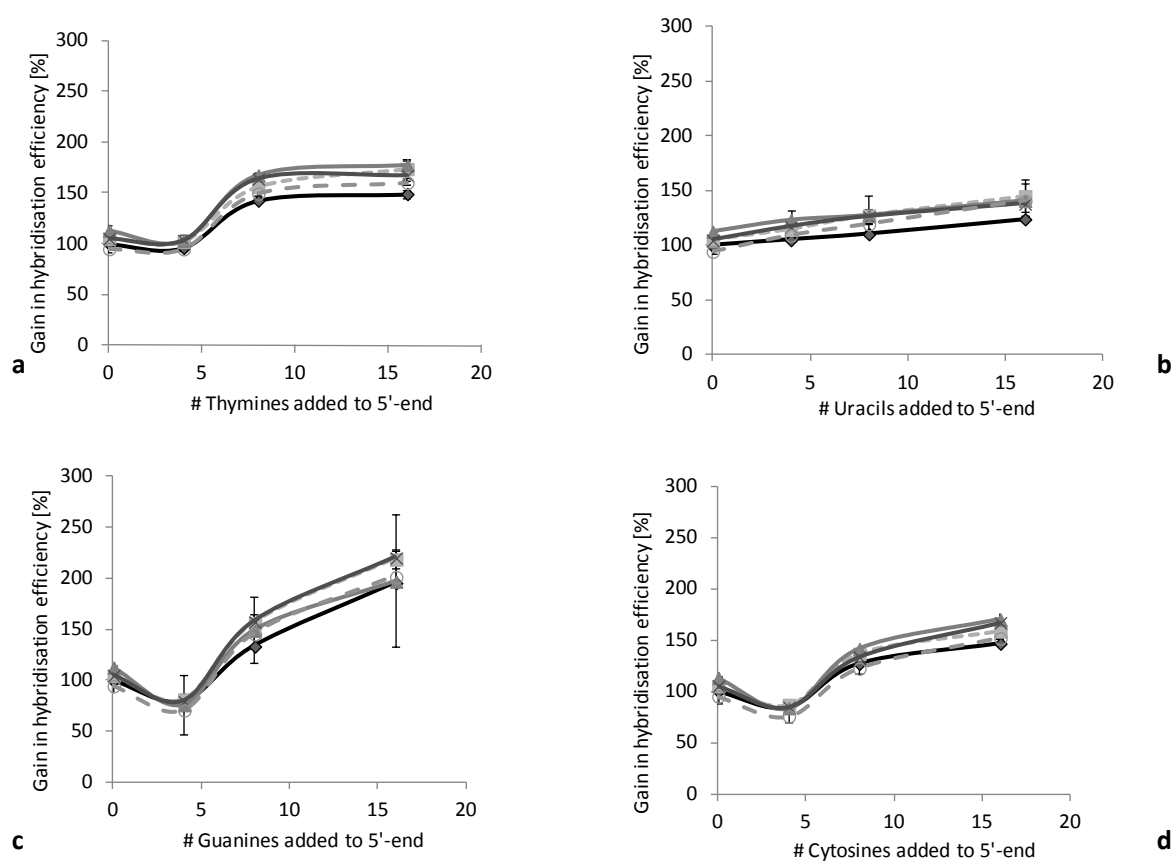 Gain in hybridisation efficiency [%]
300
250
200
150
100
50
0
0 5 10 15 20
# Thymines added to 5'-end
a
Gain in hybridisation efficiency [%]
300
250
200
150
100
50
0
0 5 10 15 20
# Uracils added to 5'-end
b
Gain in hybridisation efficiency [%]
300
250
200
150
100
50
0
0 5 10 15 20
# Guanines added to 5'-end
c
Gain in hybridisation efficiency [%]
300
250
200
150
100
50
0
0 5 10 15 20
# Cytosines added to 5'-end
d